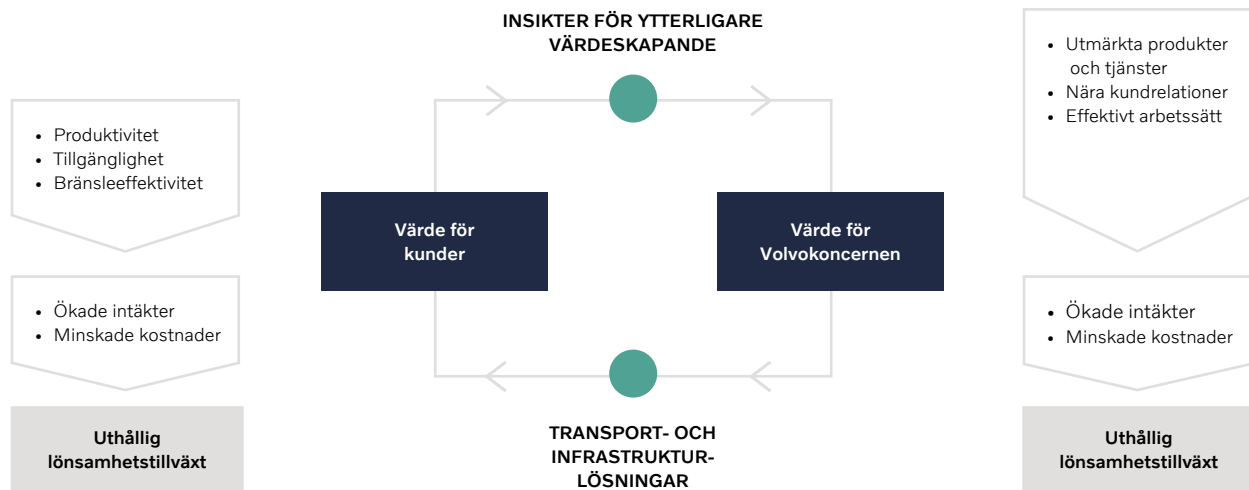 INSIKTER FÖR YTTERLIGARE
VÄRDESKAPANDE
• Produktivitet
• Tillgänglighet
• Bränsleeffektivitet
• Ökade intäkter
• Minskade kostnader
Uthållig
lönsamhetstillväxt
Värde för
kunder
Värde för
Volvokoncernen
TRANSPORT- OCH
INFRASTRUKTUR-
LÖSNINGAR
• Utmärkta produkter
och tjänster
• Nära kundrelationer
• Effektivt arbetssätt
• Ökade intäkter
• Minskade kostnader
Uthållig
lönsamhetstillväxt